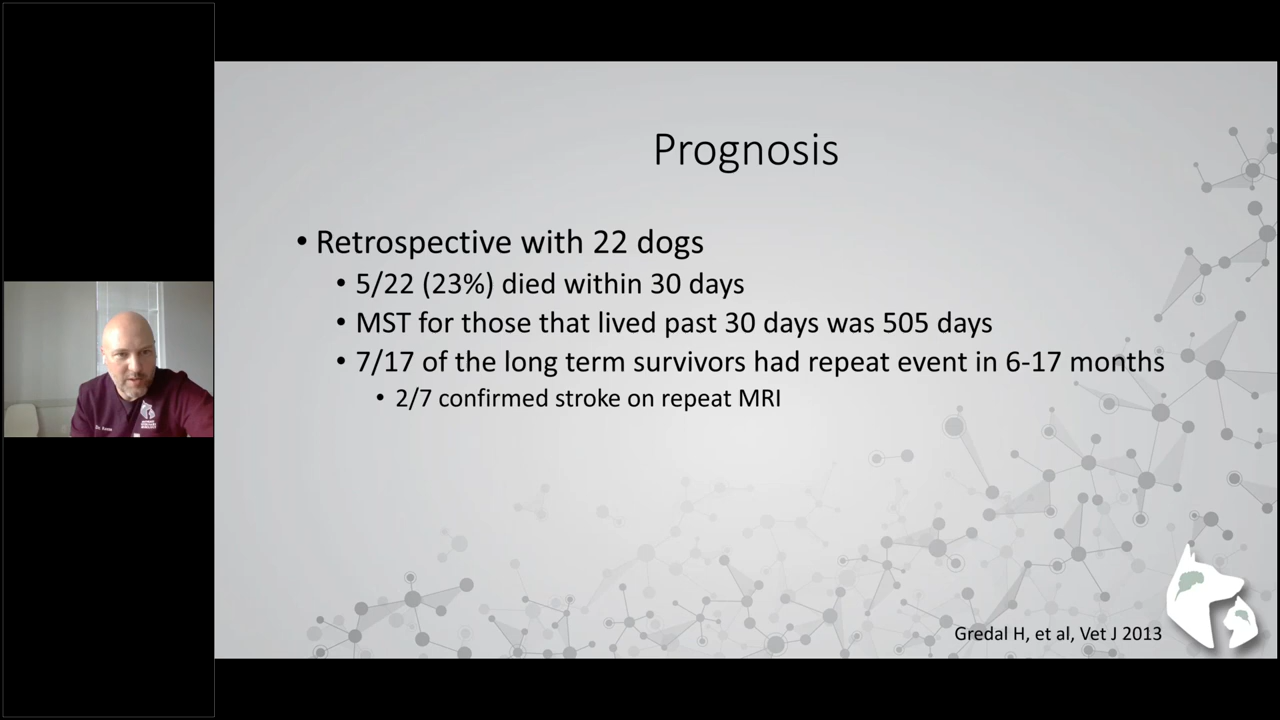 Prognosis
• Retrospective with 22 dogs
• 5/22 (23%) died within 30 days
• MST for those that lived past 30 days was 505 days
• 7/17 of the long term survivors had repeat event in 6-17 months
• 2/7 confirmed stroke on repeat MRI
Gredal H, et al, Vet J 2013